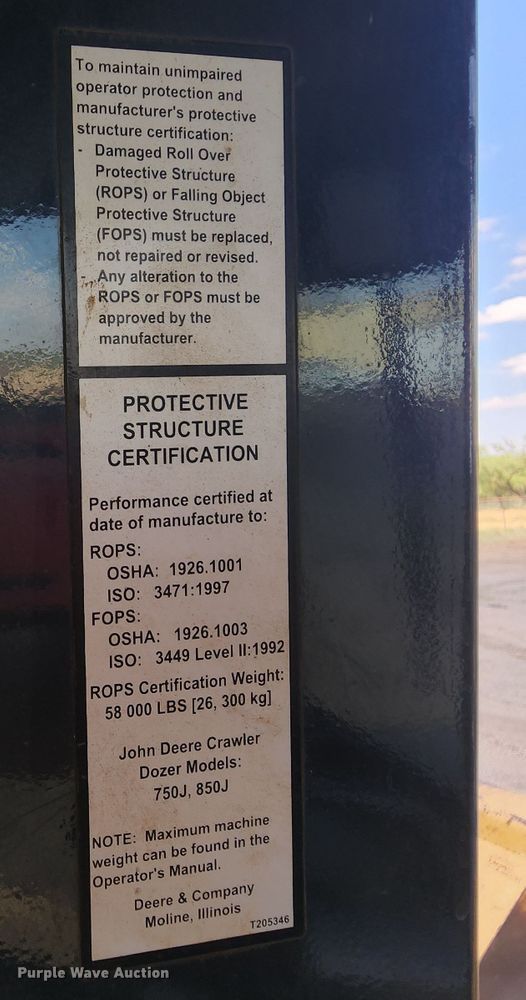 To maintain unimpaired
operator protection and
manufacturer's protective
structure certification:
- Damaged Roll Over
Protective Structure
(ROPS) or Falling Object
Protective Structure
(FOPS) must be replaced,
not repaired or revised.
- Any alteration to the
ROPS or FOPS must be
approved by the
manufacturer.
PROTECTIVE
STRUCTURE
CERTIFICATION
Performance certified at
date of manufacture to:
ROPS:
OSHA: 1926.1001
ISO: 3471:1997
FOPS:
OSHA: 1926.1003
ISO: 3449 Level II:1992
ROPS Certification Weight:
58 000 LBS [26, 300 kg]
John Deere Crawler
Dozer Models:
750J, 850J
NOTE: Maximum machine
weight can be found in the
Operator's Manual.
Deere & Company
Moline, Illinois
T205346
Purple Wave Auction